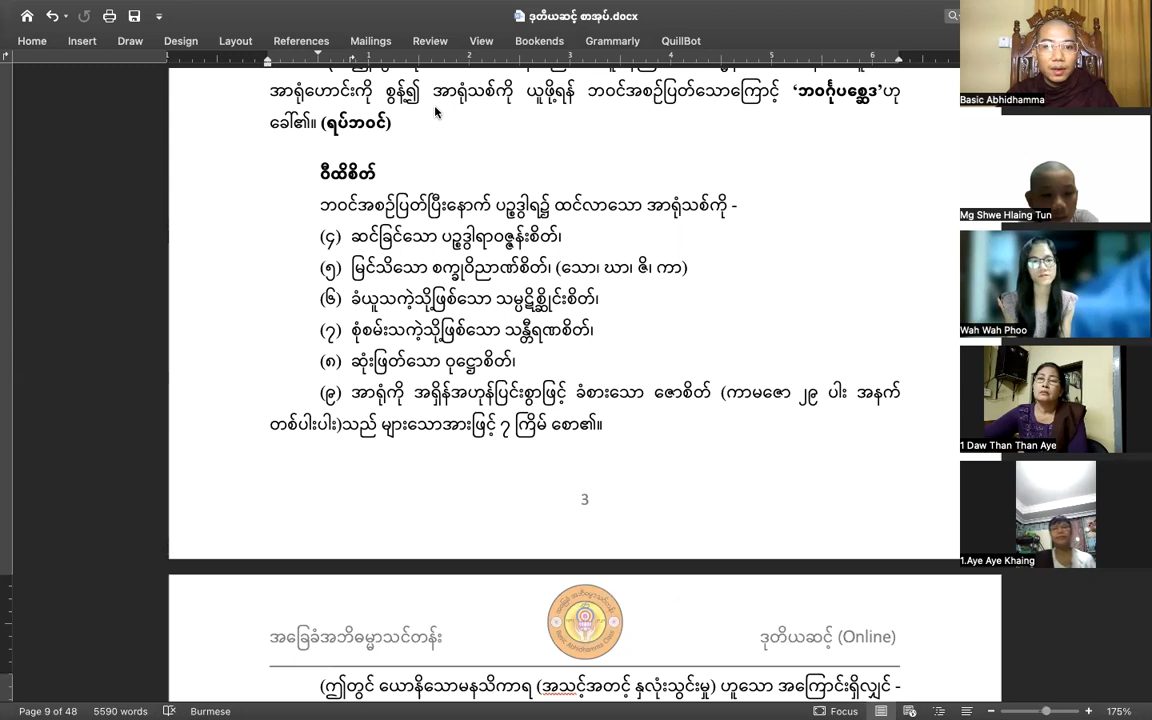 ဒုတိယဆင့် စာအုပ်.docx
Home Insert Draw Design Layout References Mailings Review View Bookends Grammarly QuillBot
အာရုံဟောင်းကို စွန့်၍ အာရုံသစ်ကို ယူဖို့ရန် ဘဝင်အစဉ်ပြတ်သောကြောင့် ‘ဘဝင်္ဂုပစ္ဆေဒ’ဟု
ခေါ်၏။ (ရပ်ဘဝင်)
ဝီထိစိတ်
ဘဝင်အစဉ်ပြတ်ပြီးနောက် ပဉ္စဒွါရ၌ ထင်လာသော အာရုံသစ်ကို -
(၄) ဆင်ခြင်သော ပဉ္စဒွါရာဝဇ္ဇန်းစိတ်၊
(၅) မြင်သိသော စက္ခုဝိညာဏ်စိတ်၊ (သော၊ ဃာ၊ ဇိ၊ ကာ)
(၆) ခံယူသကဲ့သို့ဖြစ်သော သမ္ပဋိစ္ဆိုင်းစိတ်၊
(၇) စုံစမ်းသကဲ့သို့ဖြစ်သော သန္တီရဏစိတ်၊
(၈) ဆုံးဖြတ်သော ဝုဋ္ဌောစိတ်၊
(၉) အာရုံကို အရှိန်အဟုန်ပြင်းစွာဖြင့် ခံစားသော ဇောစိတ် (ကာမဇော ၂၉ ပါး အနက်
တစ်ပါးပါး)သည် များသောအားဖြင့် ၇ ကြိမ် စော၏။
3
အခြေခံအဘိဓမ္မာသင်တန်း
ဒုတိယဆင့် (Online)
(ဤတွင် ယောနိသောမနသိကာရ (အသင့်အတင့် နှလုံးသွင်းမှု) ဟူသော အကြောင်းရှိလျှင် -
Page 9 of 48 5590 words Burmese Focus 175%
Basic Abhidhamma
Mg Shwe Hlaing Tun
Wah Wah Phoo
1 Daw Than Than Aye
1.Aye Aye Khaing